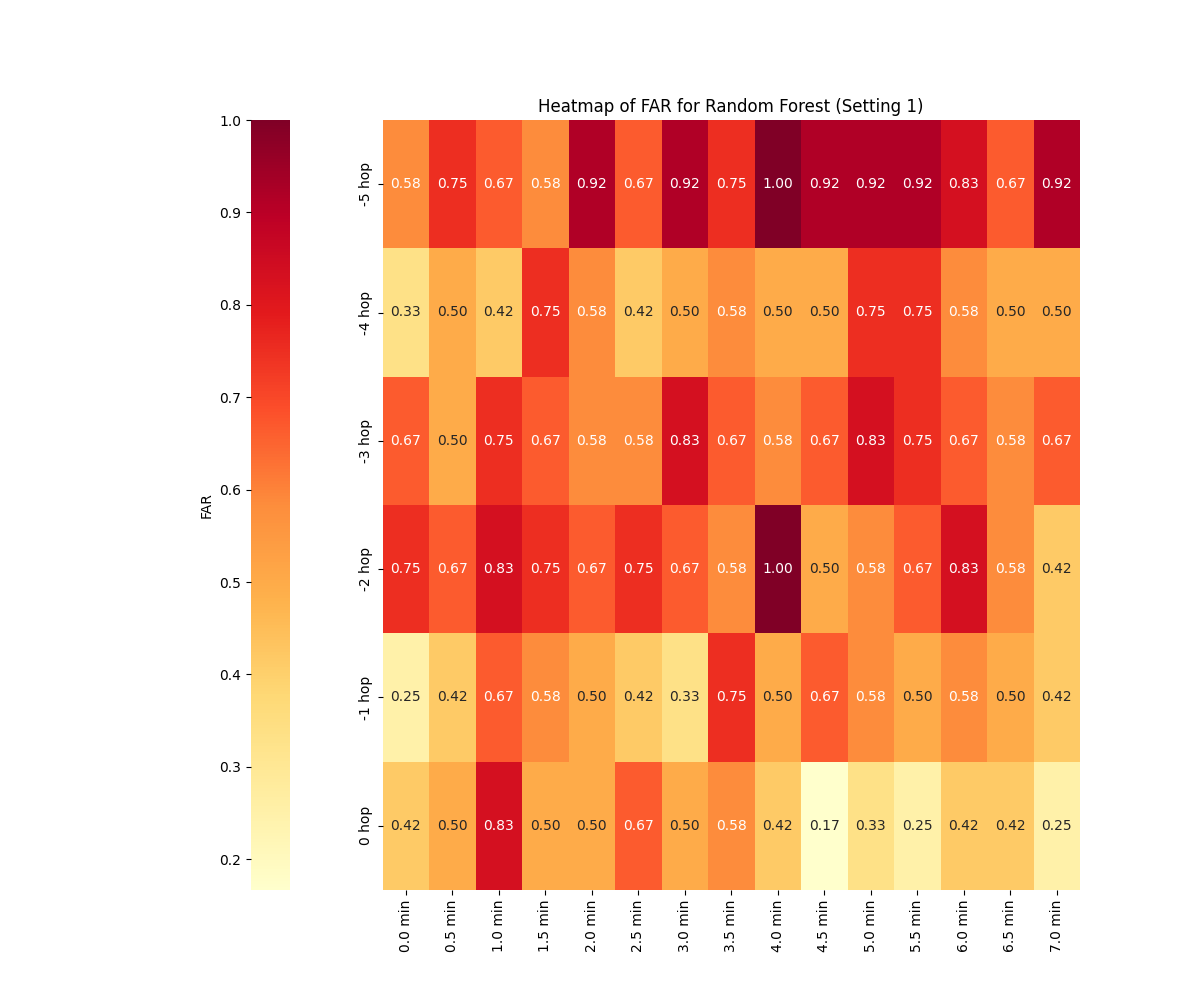 Heatmap of FAR for Random Forest (Setting 1)
1.0
0.9
0.8
0.7
0.6
0.5
0.4
0.3
0.2
FAR
-5 hop
0.58 0.75 0.67 0.58 0.92 0.67 0.92 0.75 1.00 0.92 0.92 0.92 0.83 0.67 0.92
-4 hop
0.33 0.50 0.42 0.75 0.58 0.42 0.50 0.58 0.50 0.50 0.75 0.75 0.58 0.50 0.50
-3 hop
0.67 0.50 0.75 0.67 0.58 0.58 0.83 0.67 0.58 0.67 0.83 0.75 0.67 0.58 0.67
-2 hop
0.75 0.67 0.83 0.75 0.67 0.75 0.67 0.58 1.00 0.50 0.58 0.67 0.83 0.58 0.42
-1 hop
0.25 0.42 0.67 0.58 0.50 0.42 0.33 0.75 0.50 0.67 0.58 0.50 0.58 0.50 0.42
0 hop
0.42 0.50 0.83 0.50 0.50 0.67 0.50 0.58 0.42 0.17 0.33 0.25 0.42 0.42 0.25
0.0 min
0.5 min
1.0 min
1.5 min
2.0 min
2.5 min
3.0 min
3.5 min
4.0 min
4.5 min
5.0 min
5.5 min
6.0 min
6.5 min
7.0 min